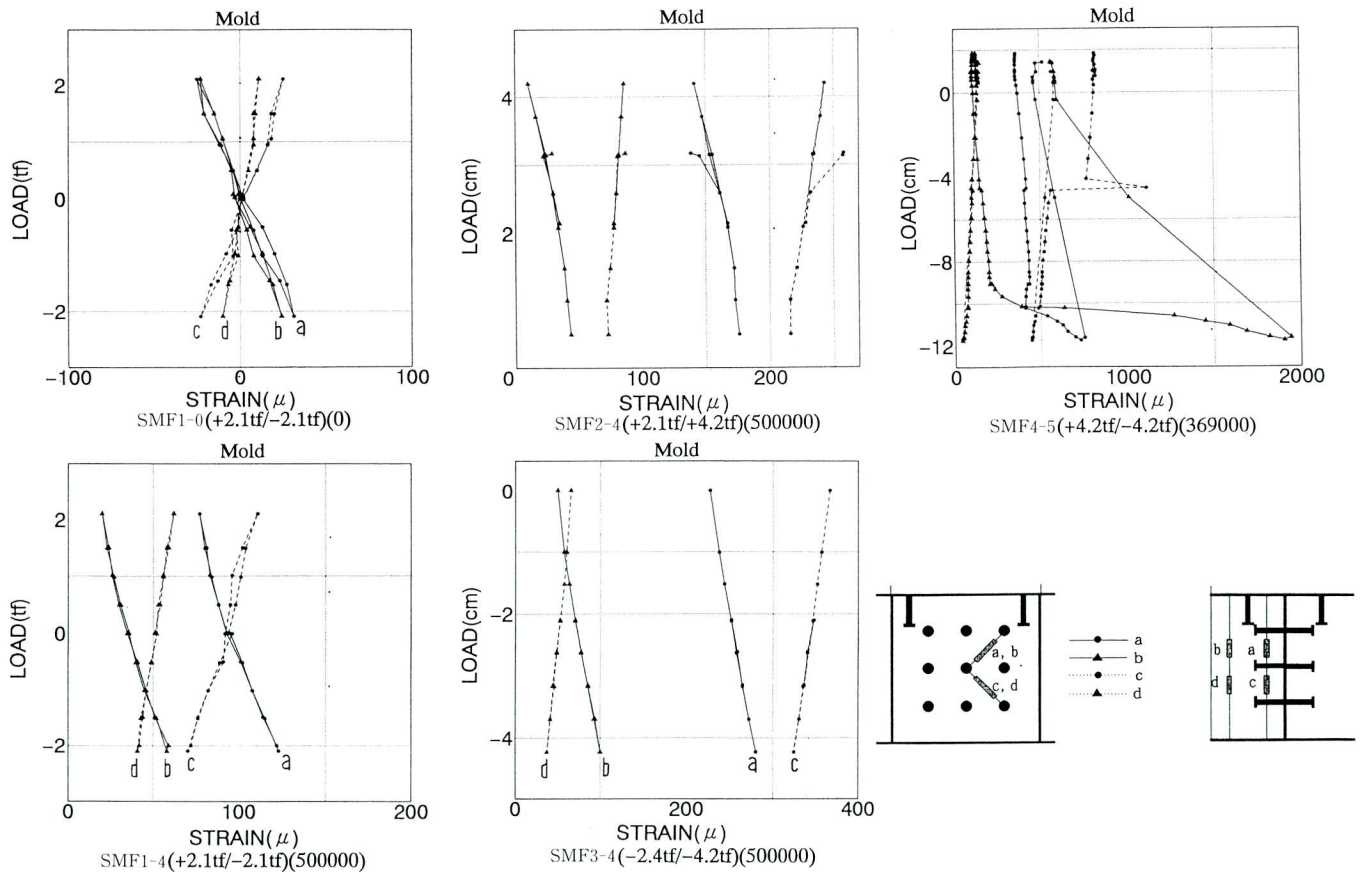 Mold
LOAD(tf)
2
0
−2
−100
0
100
c
d
b
a
STRAIN(μ)
SMF1-0(+2.1tf/−2.1tf)(0)
Mold
LOAD(cm)
4
2
0
100
200
STRAIN(μ)
SMF2-4(+2.1tf/+4.2tf)(500000)
Mold
LOAD(cm)
0
−4
−8
−12
0
1000
2000
STRAIN(μ)
SMF4-5(+4.2tf/−4.2tf)(369000)
Mold
LOAD(tf)
2
0
−2
0
100
200
d
b
c
a
STRAIN(μ)
SMF1-4(+2.1tf/−2.1tf)(500000)
Mold
LOAD(cm)
0
−2
−4
0
200
400
d
b
a
c
STRAIN(μ)
SMF3-4(−2.4tf/−4.2tf)(500000)
a, b
c, d
a
b
c
d
b
a
d
c